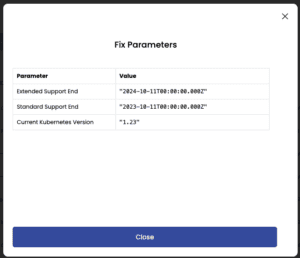 Fix Parameters
Parameter Value
Extended Support End "2024-10-11T00:00:00.000Z"
Standard Support End "2023-10-11T00:00:00.000Z"
Current Kubernetes Version "1.23"
Close